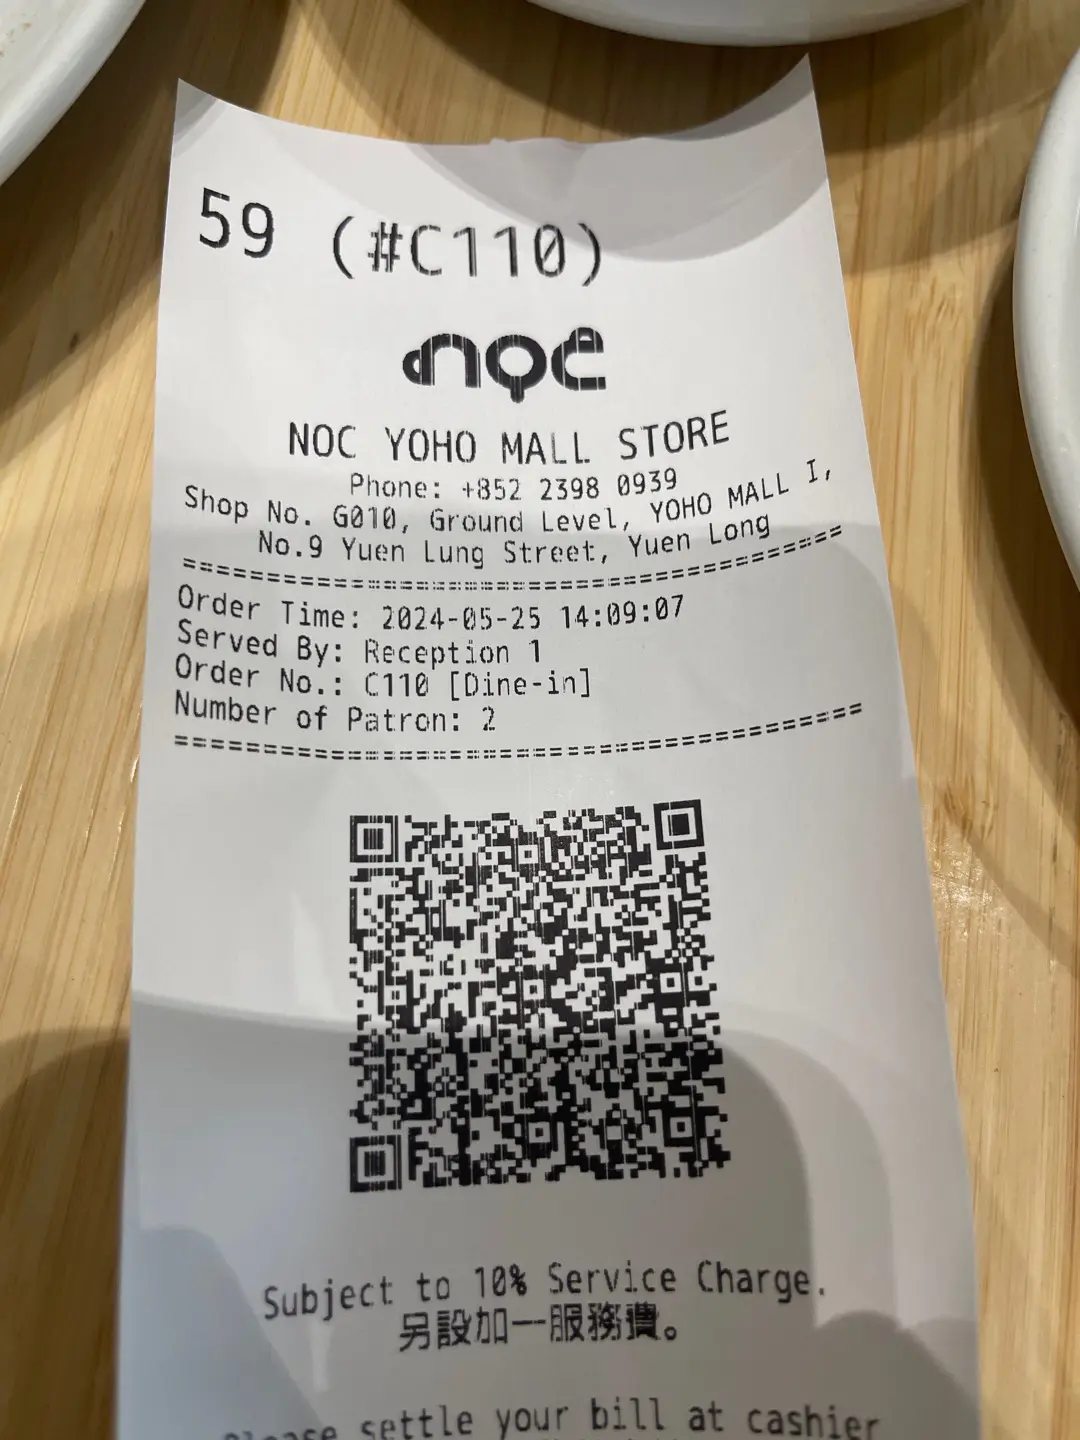 59 (#C110)
noc
NOC YOHO MALL STORE
Phone: +852 2398 0939
Shop No. G010, Ground Level, YOHO MALL I,
No.9 Yuen Lung Street, Yuen Long
==========================================
Order Time: 2024-05-25 14:09:07
Served By: Reception 1
Order No.: C110 [Dine-in]
Number of Patron: 2
==========================================
Subject to 10% Service Charge.
另設加一服務費。
Please settle your bill at cashier